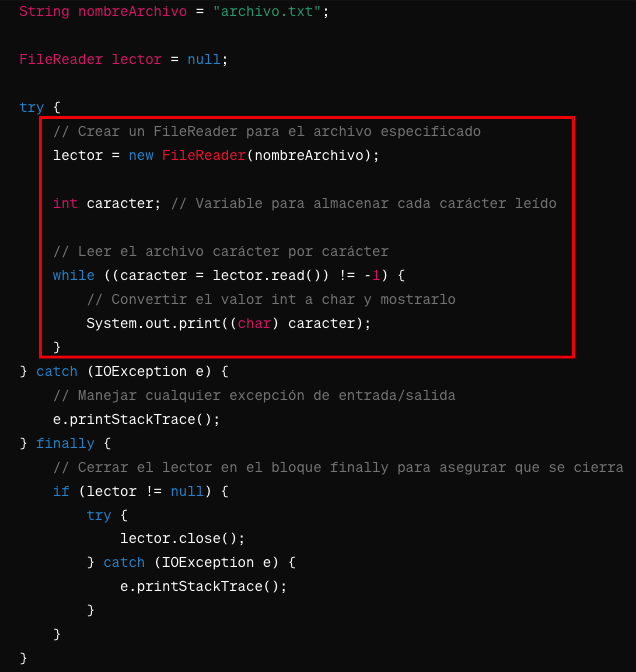 String nombreArchivo = "archivo.txt";
FileReader lector = null;
try {
// Crear un FileReader para el archivo especificado
lector = new FileReader(nombreArchivo);
int caracter; // Variable para almacenar cada carácter leído
// Leer el archivo carácter por carácter
while ((caracter = lector.read()) != -1) {
// Convertir el valor int a char y mostrarlo
System.out.print((char) caracter);
}
} catch (IOException e) {
// Manejar cualquier excepción de entrada/salida
e.printStackTrace();
} finally {
// Cerrar el lector en el bloque finally para asegurar que se cierra
if (lector != null) {
try {
lector.close();
} catch (IOException e) {
e.printStackTrace();
}
}
}